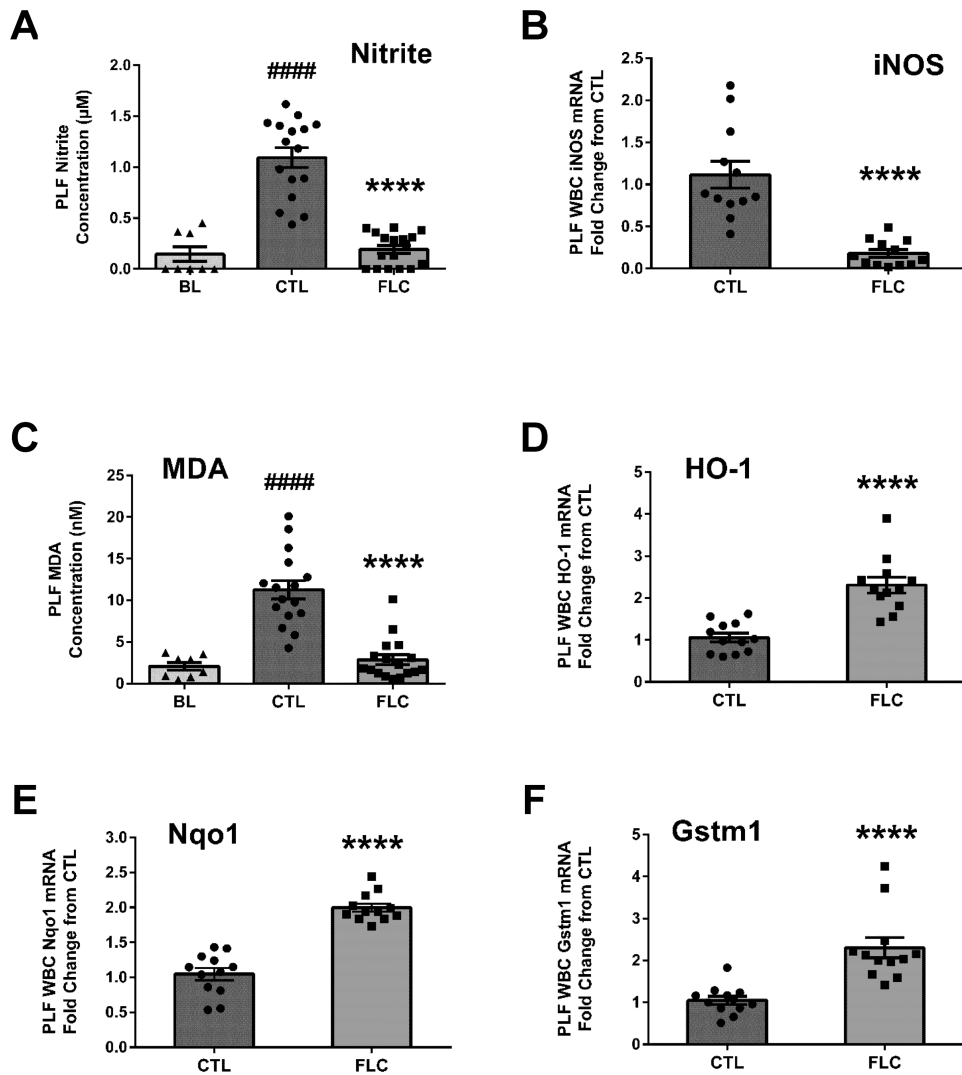 A
Nitrite
####
****
PLF Nitrite
Concentration (µM)
2.0
1.5
1.0
0.5
0.0
BL CTL FLC
B
iNOS
****
PLF WBC iNOS mRNA
Fold Change from CTL
2.5
2.0
1.5
1.0
0.5
0.0
CTL FLC
C
MDA
####
****
PLF MDA
Concentration (nM)
25
20
15
10
5
0
BL CTL FLC
D
HO-1
****
PLF WBC HO-1 mRNA
Fold Change from CTL
5
4
3
2
1
0
CTL FLC
E
Nqo1
****
PLF WBC Nqo1 mRNA
Fold Change from CTL
3.0
2.5
2.0
1.5
1.0
0.5
0.0
CTL FLC
F
Gstm1
****
PLF WBC Gstm1 mRNA
Fold Change from CTL
5
4
3
2
1
0
CTL FLC